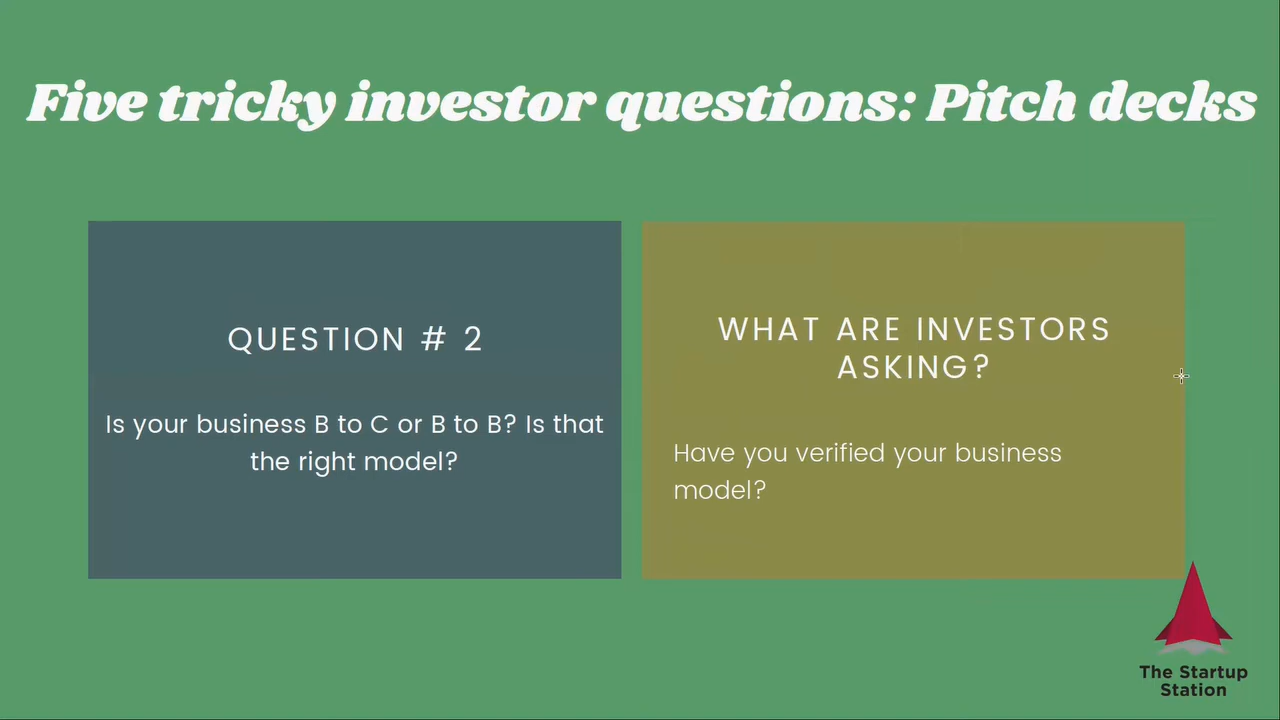 Five tricky investor questions: Pitch decks
QUESTION # 2
Is your business B to C or B to B? Is that
the right model?
WHAT ARE INVESTORS
ASKING?
Have you verified your business
model?
The Startup
Station